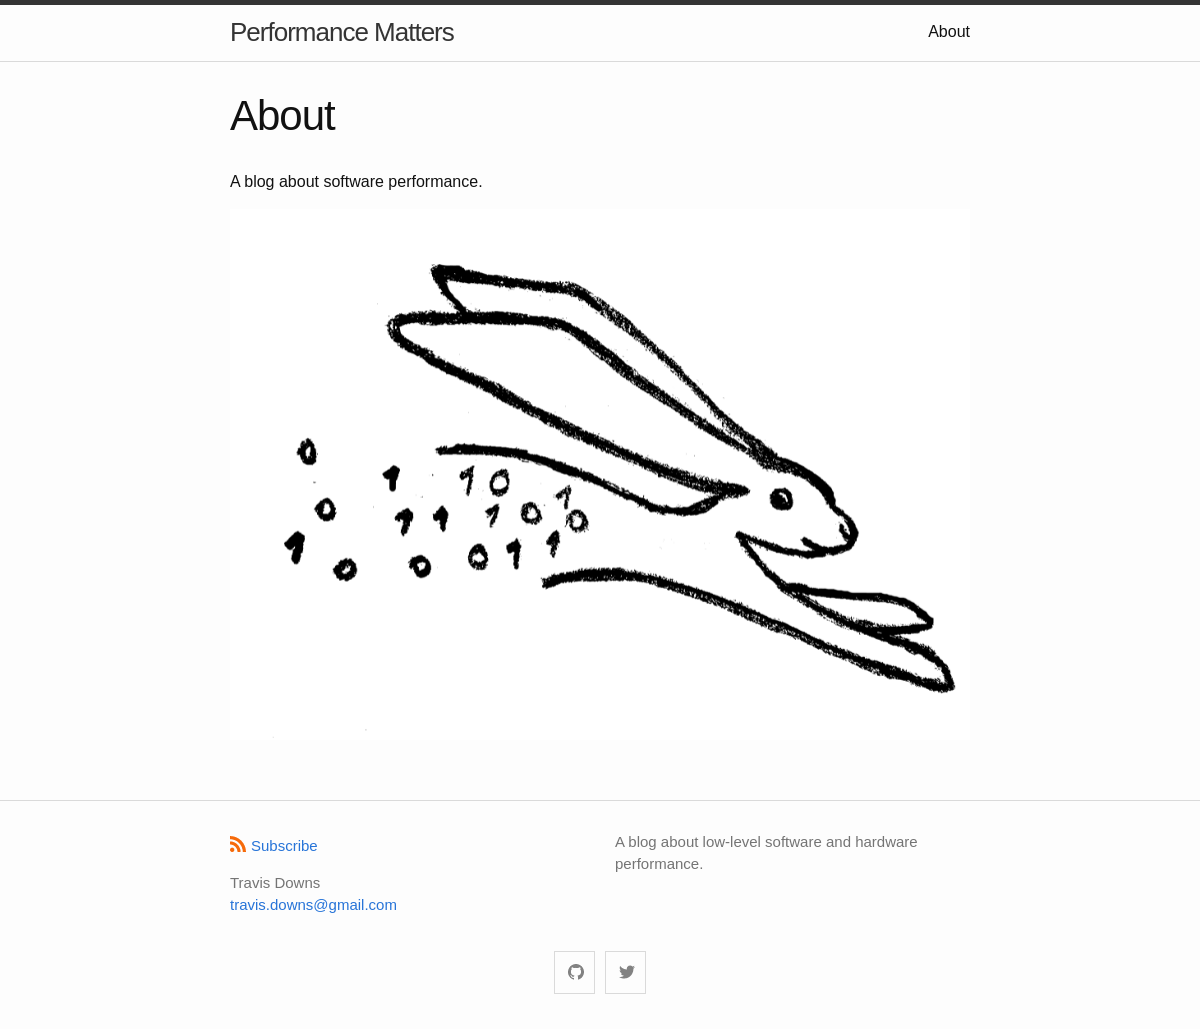 Performance Matters
About
About
A blog about software performance.
0 1 1 0 1
0 1 1 1 0 0
1 0 0 0 1 1
Subscribe
A blog about low-level software and hardware
performance.
Travis Downs
travis.downs@gmail.com